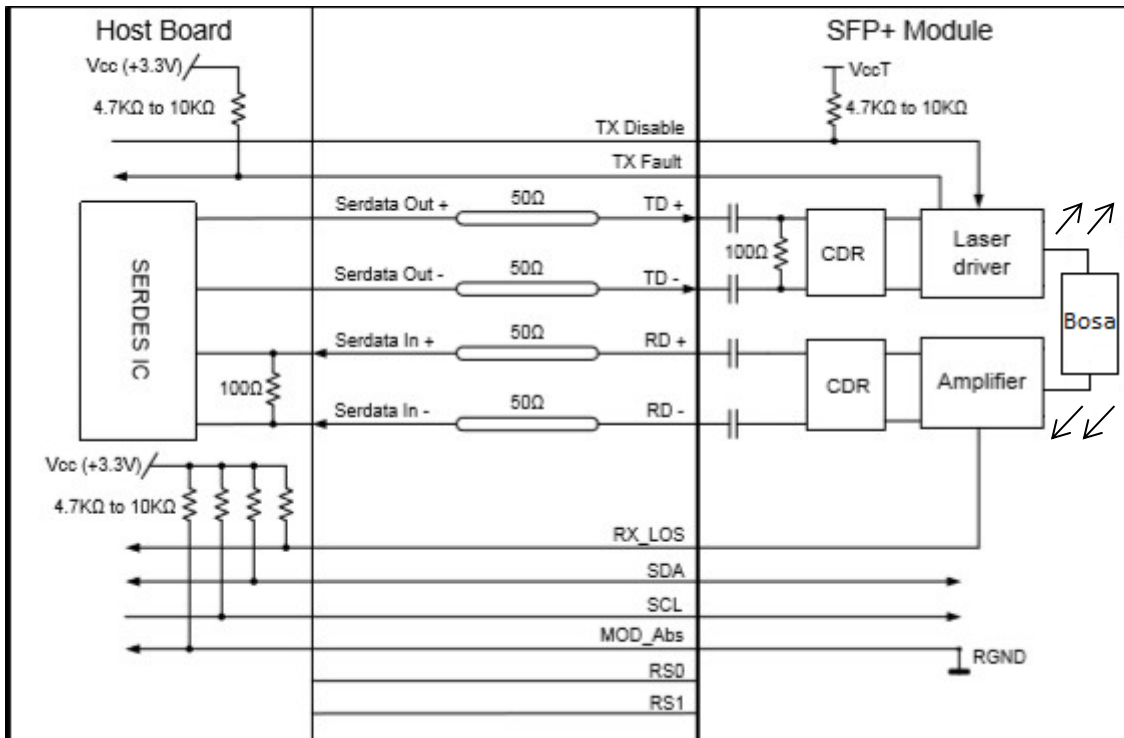 Host Board
SFP+ Module
Vcc (+3.3V)
VccT
4.7KΩ to 10KΩ
4.7KΩ to 10KΩ
TX Disable
TX Fault
Serdata Out +
50Ω
TD +
100Ω
CDR
Laser
driver
Serdata Out -
50Ω
TD -
SERDES IC
Bosa
Serdata In +
50Ω
RD +
100Ω
CDR
Amplifier
Serdata In -
50Ω
RD -
Vcc (+3.3V)
4.7KΩ to 10KΩ
RX_LOS
SDA
SCL
MOD_Abs
RGND
RS0
RS1